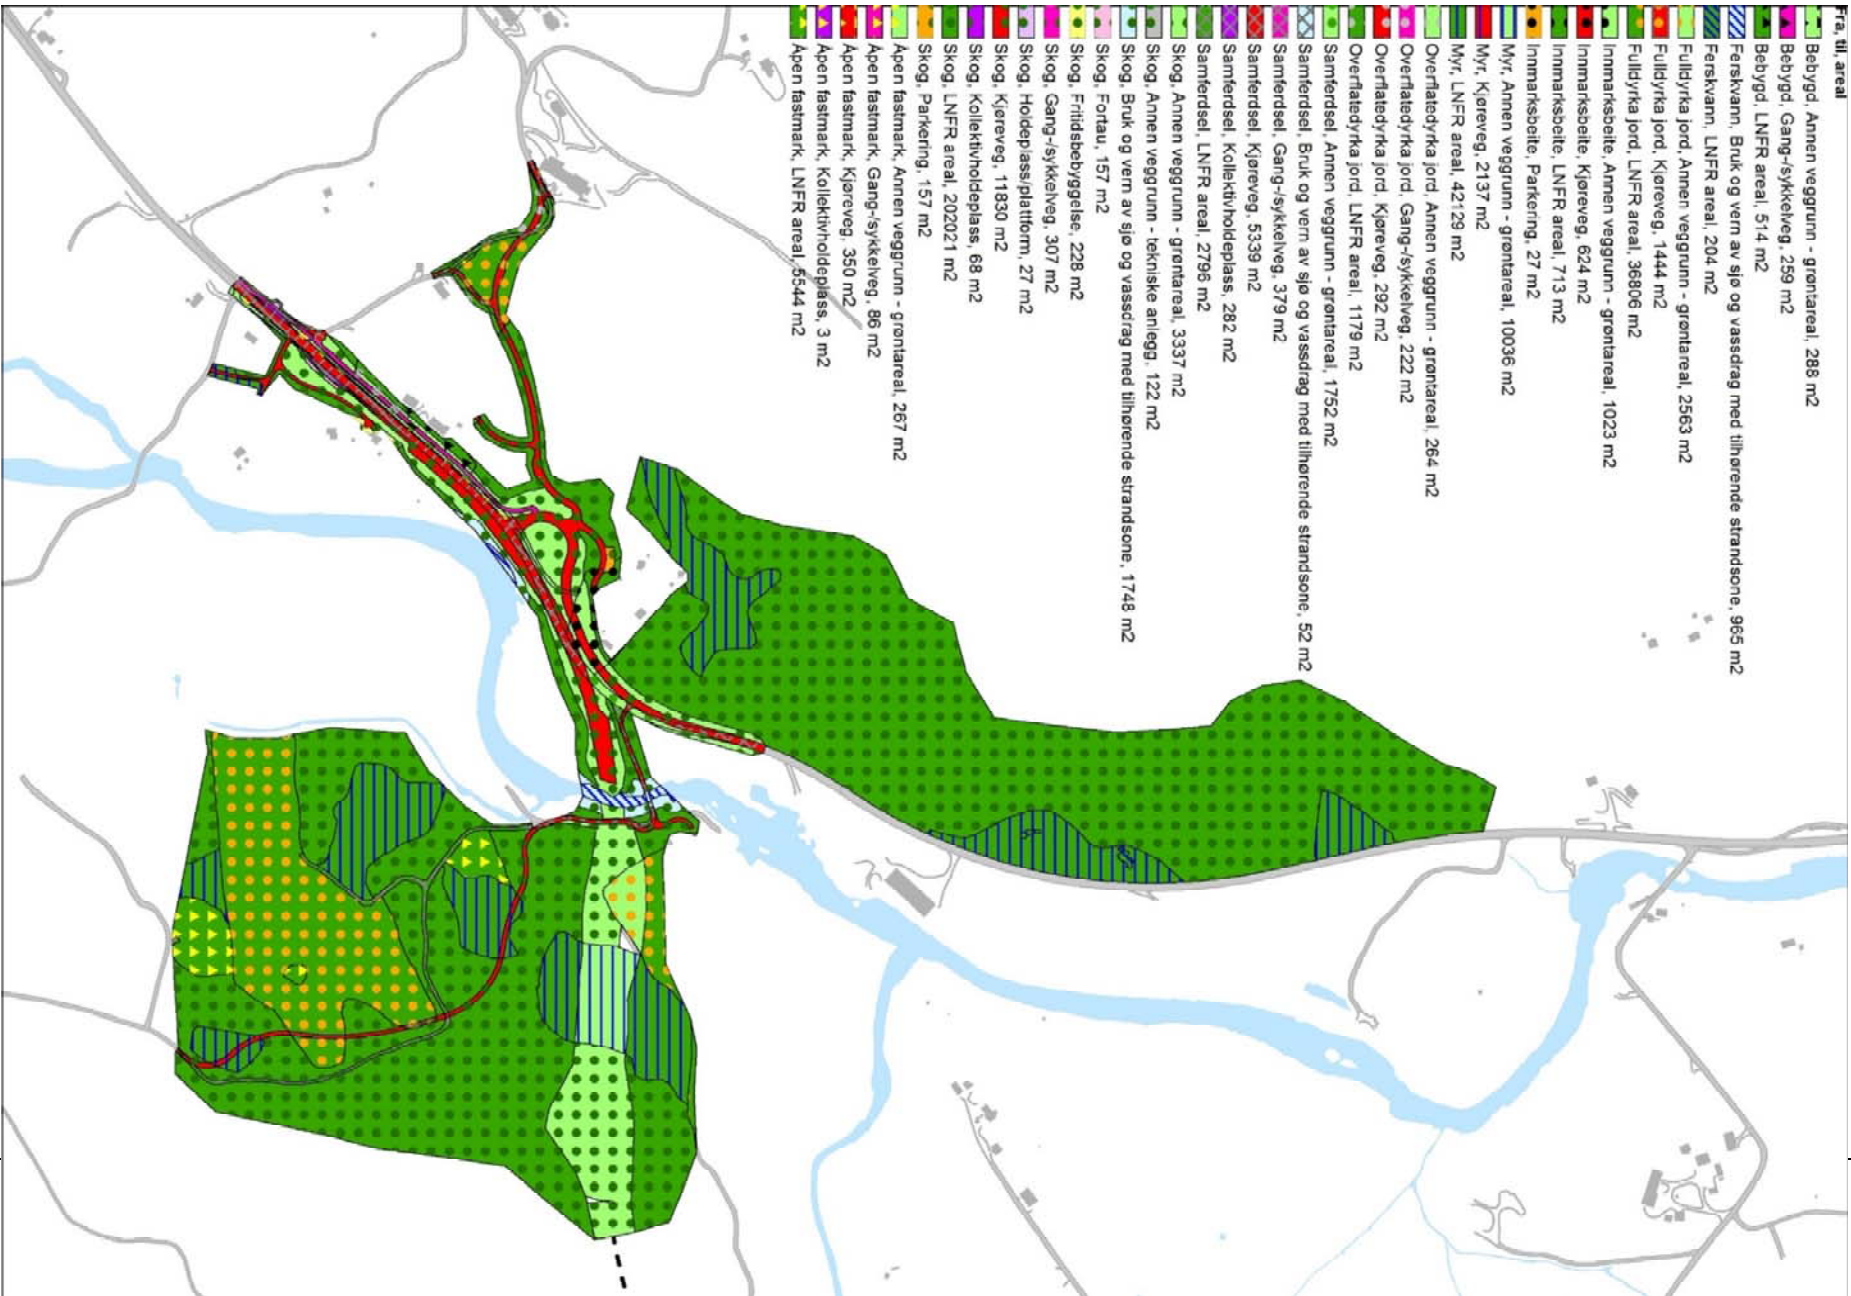 Fra, til, areal
Bebygd, Annen veggrunn - grøntareal, 288 m2
Bebygd, Gang-/sykkelveg, 259 m2
Bebygd, LNFR areal, 514 m2
Ferskvann, Bruk og vern av sjø og vassdrag med tilhørende strandsone, 965 m2
Ferskvann, LNFR areal, 204 m2
Fulldyrka jord, Annen veggrunn - grøntareal, 2563 m2
Fulldyrka jord, Kjøreveg, 1444 m2
Fulldyrka jord, LNFR areal, 36806 m2
Innmarksbeite, Annen veggrunn - grøntareal, 1023 m2
Innmarksbeite, Kjøreveg, 624 m2
Innmarksbeite, LNFR areal, 713 m2
Innmarksbeite, Parkering, 27 m2
Myr, Annen veggrunn - grøntareal, 10036 m2
Myr, Kjøreveg, 2137 m2
Myr, LNFR areal, 42129 m2
Overflatedyrka jord, Annen veggrunn - grøntareal, 264 m2
Overflatedyrka jord, Gang-/sykkelveg, 222 m2
Overflatedyrka jord, Kjøreveg, 292 m2
Overflatedyrka jord, LNFR areal, 1179 m2
Samferdsel, Annen veggrunn - grøntareal, 1752 m2
Samferdsel, Bruk og vern av sjø og vassdrag med tilhørende strandsone, 52 m2
Samferdsel, Gang-/sykkelveg, 379 m2
Samferdsel, Kjøreveg, 5339 m2
Samferdsel, Kollektivholdeplass, 282 m2
Samferdsel, LNFR areal, 2796 m2
Skog, Annen veggrunn - grøntareal, 3337 m2
Skog, Annen veggrunn - tekniske anlegg, 122 m2
Skog, Bruk og vern av sjø og vassdrag med tilhørende strandsone, 1748 m2
Skog, Fortau, 157 m2
Skog, Fritidsbebyggelse, 228 m2
Skog, Gang-/sykkelveg, 307 m2
Skog, Holdeplass/plattform, 27 m2
Skog, Kjøreveg, 11830 m2
Skog, Kollektivholdeplass, 68 m2
Skog, LNFR areal, 202021 m2
Skog, Parkering, 157 m2
Åpen fastmark, Annen veggrunn - grøntareal, 267 m2
Åpen fastmark, Gang-/sykkelveg, 86 m2
Åpen fastmark, Kjøreveg, 350 m2
Åpen fastmark, Kollektivholdeplass, 3 m2
Åpen fastmark, LNFR areal, 5544 m2